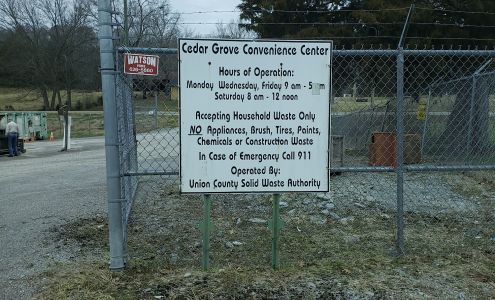 WATSON
Cedar Grove Convenience Center
Hours of Operation:
Monday Wednesday, Friday 9 am - 5 m
Saturday 8 am - 12 noon
Accepting Household Waste Only
NO Appliances, Brush, Tires, Paints,
Chemicals or Construction Waste
In Case of Emergency Call 911
Operated By:
Union County Solid Waste Authority